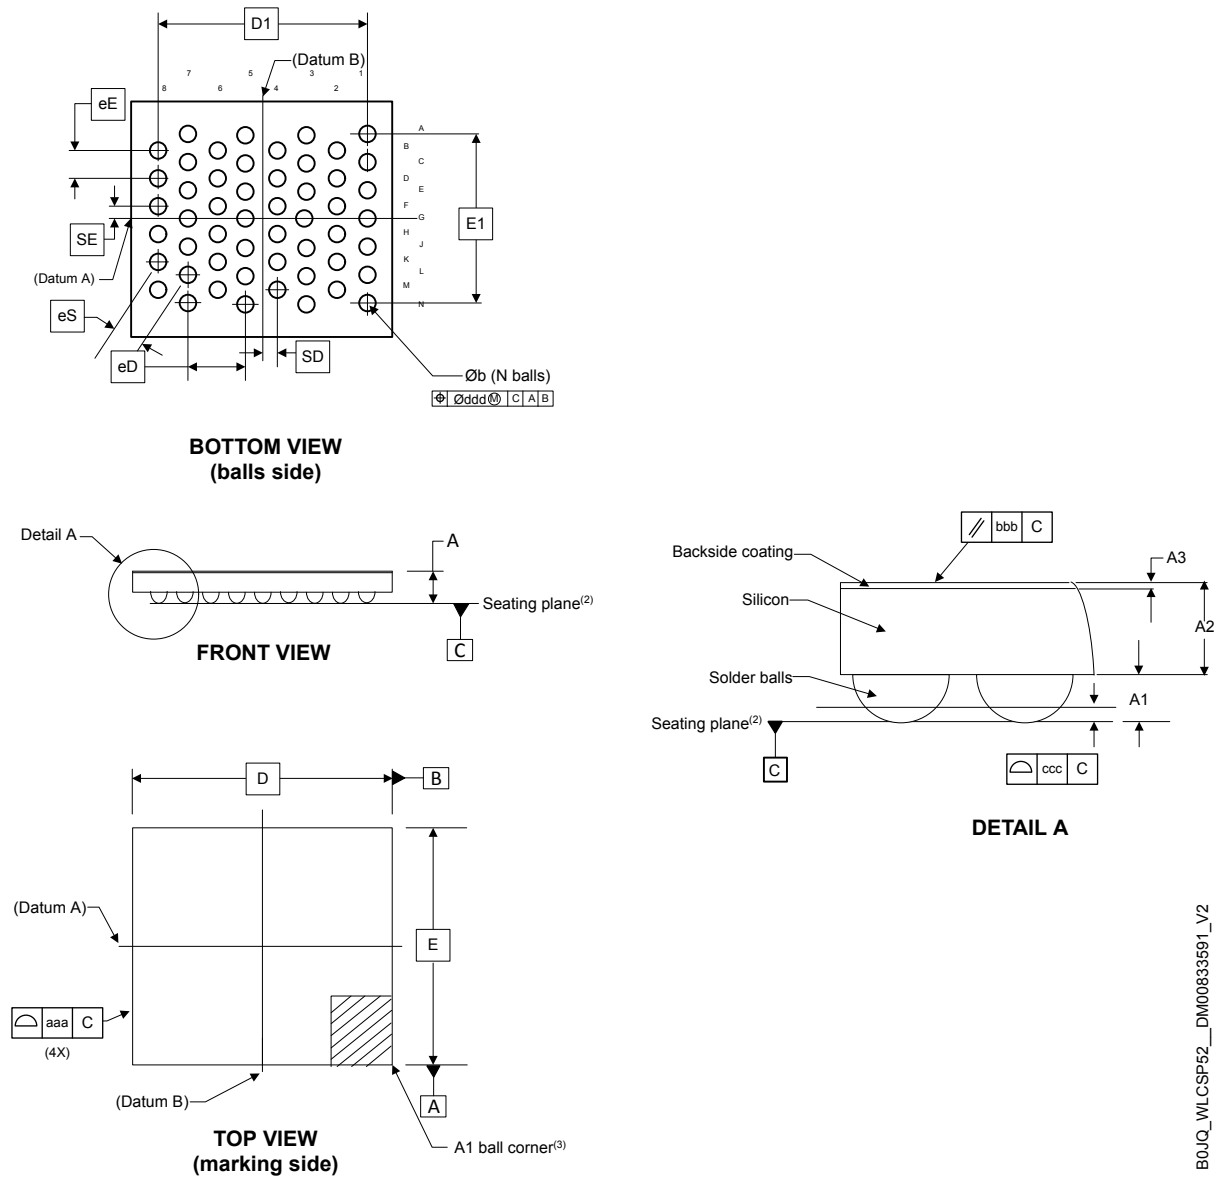 D1
(Datum B)
7 5 3 1
8 6 4 2
eE
A
B
C
D
E
F
G
H
J
K
L
M
N
E1
SE
(Datum A)
eS
eD
SD
Øb (N balls)
⌖ Øddd Ⓜ C A B
BOTTOM VIEW
(balls side)
Detail A
A
Seating plane(2)
C
FRONT VIEW
// bbb C
Backside coating
A3
Silicon
A2
Solder balls
A1
Seating plane(2)
C
⌓ ccc C
DETAIL A
D
B
(Datum A)
E
⌓ aaa C
(4X)
(Datum B)
A
A1 ball corner(3)
TOP VIEW
(marking side)
B0JQ_WLCSP52__DM00833591_V2